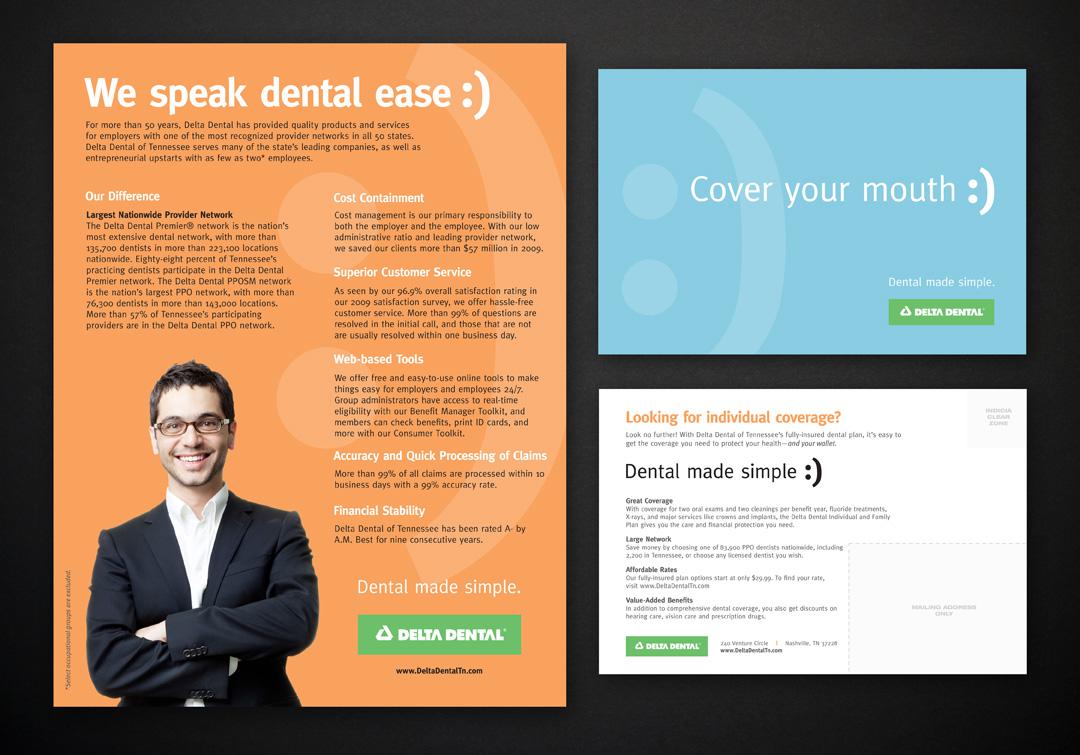 We speak dental ease :)
For more than 50 years, Delta Dental has provided quality products and services
for employers with one of the most recognized provider networks in all 50 states.
Delta Dental of Tennessee serves many of the state's leading companies, as well as
entrepreneurial upstarts with as few as two* employees.
Our Difference
Largest Nationwide Provider Network
The Delta Dental Premier® network is the nation's
most extensive dental network, with more than
135,700 dentists in more than 223,100 locations
nationwide. Eighty-eight percent of Tennessee's
practicing dentists participate in the Delta Dental
Premier network. The Delta Dental PPOSM network
is the nation's largest PPO network, with more than
76,300 dentists in more than 143,000 locations.
More than 57% of Tennessee's participating
providers are in the Delta Dental PPO network.
Cost Containment
Cost management is our primary responsibility to
both the employer and the employee. With our low
administrative ratio and leading provider network,
we saved our clients more than $57 million in 2009.
Superior Customer Service
As seen by our 96.9% overall satisfaction rating in
our 2009 satisfaction survey, we offer hassle-free
customer service. More than 99% of questions are
resolved in the initial call, and those that are not
are usually resolved within one business day.
Web-based Tools
We offer free and easy-to-use online tools to make
things easy for employers and employees 24/7.
Group administrators have access to real-time
eligibility with our Benefit Manager Toolkit, and
members can check benefits, print ID cards, and
more with our Consumer Toolkit.
Accuracy and Quick Processing of Claims
More than 99% of all claims are processed within 10
business days with a 99% accuracy rate.
Financial Stability
Delta Dental of Tennessee has been rated A- by
A.M. Best for nine consecutive years.
Dental made simple.
DELTA DENTAL®
www.DeltaDentalTn.com
*Select occupational groups are excluded.
Cover your mouth :)
Dental made simple.
DELTA DENTAL®
Looking for individual coverage?
Look no further! With Delta Dental of Tennessee's fully-insured dental plan, it's easy to
get the coverage you need to protect your health—and your wallet.
INDICIA
CLEAR
ZONE
Dental made simple :)
Great Coverage
With coverage for two oral exams and two cleanings per benefit year, fluoride treatments,
X-rays, and major services like crowns and implants, the Delta Dental Individual and Family
Plan gives you the care and financial protection you need.
Large Network
Save money by choosing one of 83,900 PPO dentists nationwide, including
2,200 in Tennessee, or choose any licensed dentist you wish.
Affordable Rates
Our fully-insured plan options start at only $29.99. To find your rate,
visit www.DeltaDentalTn.com
Value-Added Benefits
In addition to comprehensive dental coverage, you also get discounts on
hearing care, vision care and prescription drugs.
MAILING ADDRESS
ONLY
DELTA DENTAL®
240 Venture Circle | Nashville, TN 37228
www.DeltaDentalTn.com